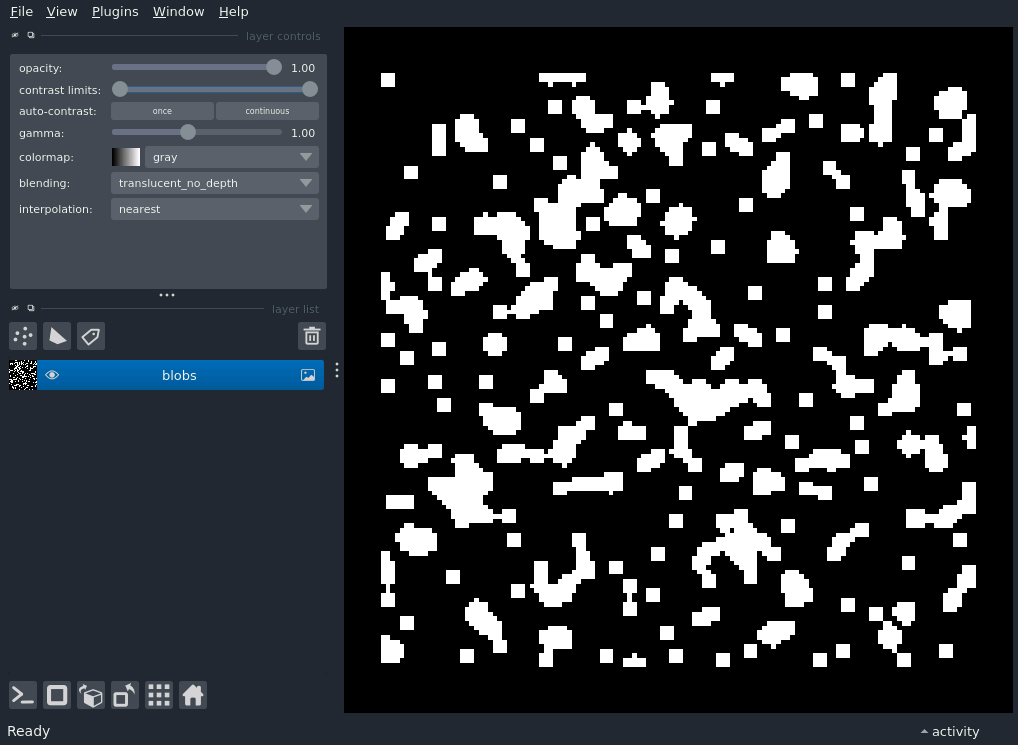 File View Plugins Window Help
layer controls
opacity: 1.00
contrast limits:
auto-contrast: once continuous
gamma: 1.00
colormap: gray
blending: translucent_no_depth
interpolation: nearest
layer list
blobs
Ready activity